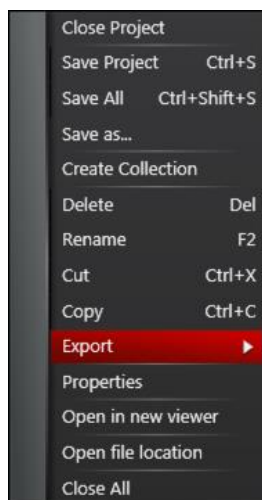 Close Project
Save Project Ctrl+S
Save All Ctrl+Shift+S
Save as...
Create Collection
Delete Del
Rename F2
Cut Ctrl+X
Copy Ctrl+C
Export
Properties
Open in new viewer
Open file location
Close All